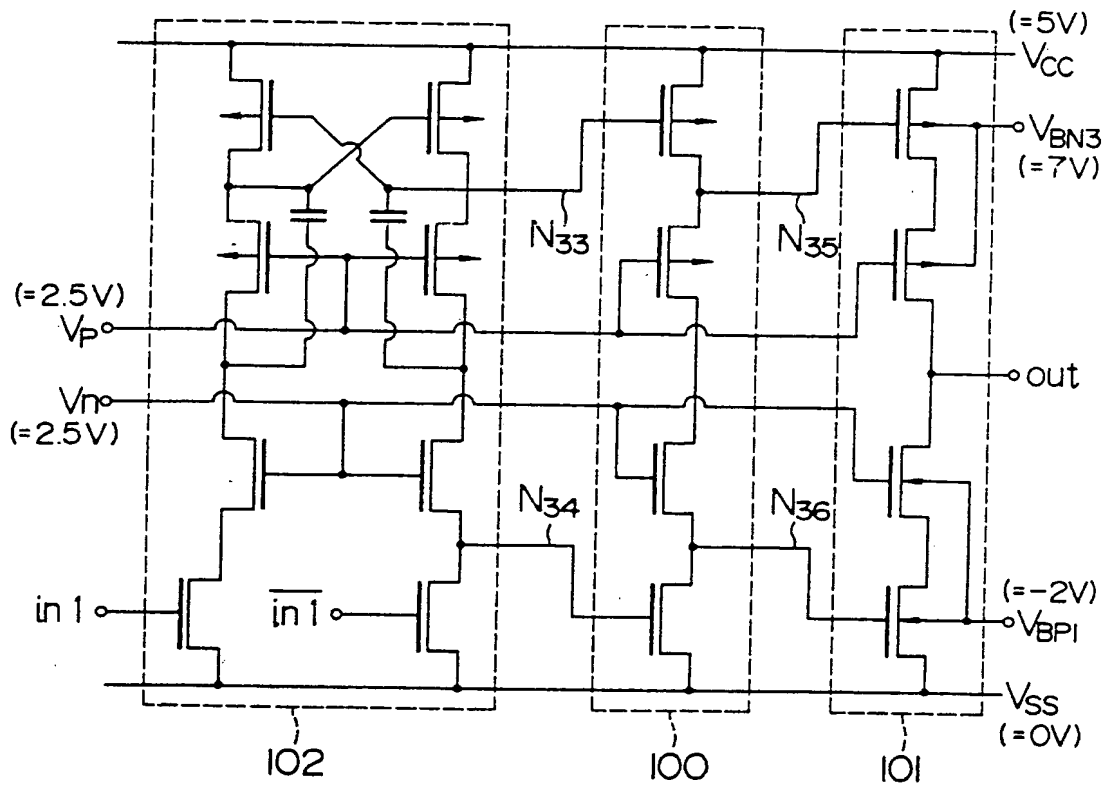 (=5V)
VCC
VBN3
(=7V)
N33
N35
(=2.5V)
VP
out
Vn
(=2.5V)
N34
N36
in 1
in 1
(=-2V)
VBP1
VSS
(=0V)
102
100
101